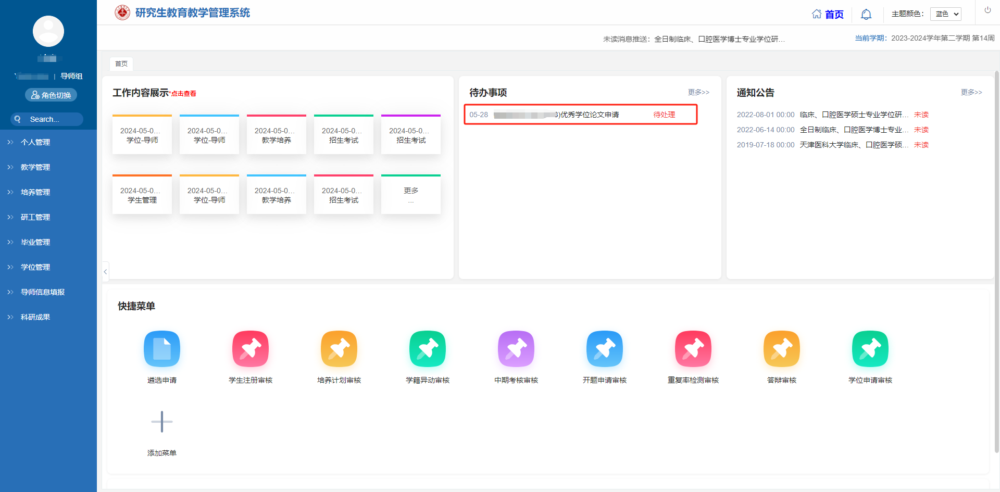 研究生教育教学管理系统
首页
主题颜色：
蓝色
未读消息推送：全日制临床、口腔医学博士专业学位研...
当前学期：2023-2024学年第二学期 第14周
导师组
角色切换
Search...
个人管理
教学管理
培养管理
研工管理
毕业管理
学位管理
导师信息填报
科研成果
首页
工作内容展示*点击查看
2024-05-0...
学位-导师
2024-05-0...
学位-导师
2024-05-0...
教学培养
2024-05-0...
招生考试
2024-05-0...
招生考试
2024-05-0...
学生管理
2024-05-0...
学位-导师
2024-05-0...
教学培养
2024-05-0...
招生考试
更多
...
待办事项
更多>>
05-28 )优秀学位论文申请 待处理
通知公告
更多>>
2022-08-01 00:00 临床、口腔医学硕士专业学位研... 未读
2022-06-14 00:00 全日制临床、口腔医学博士专业... 未读
2019-07-18 00:00 天津医科大学临床、口腔医学硕... 未读
快捷菜单
遴选申请
学生注册审核
培养计划审核
学籍异动审核
中期考核审核
开题申请审核
重复率检测审核
答辩审核
学位申请审核
添加菜单